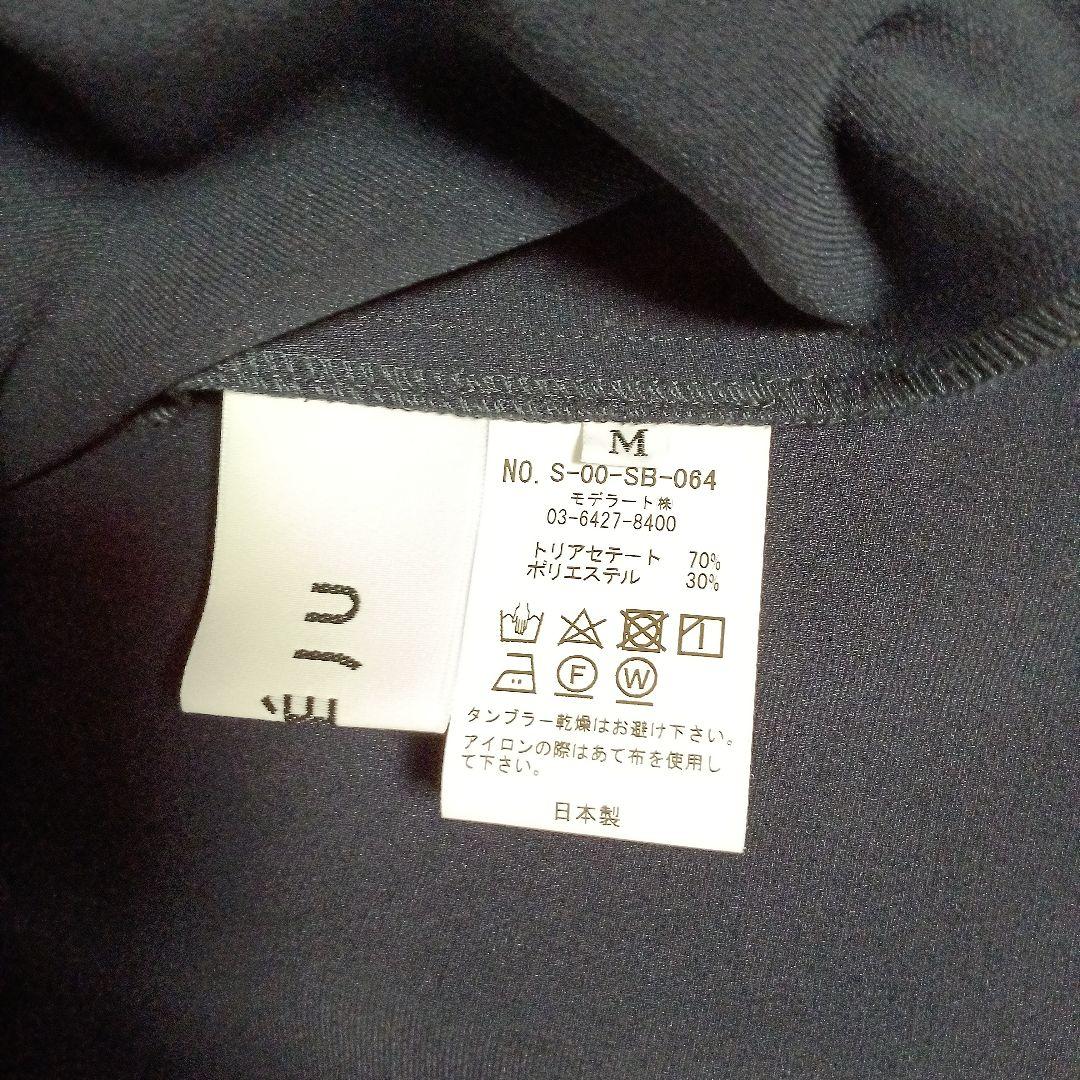 M
NO. S-00-SB-064
モデラート株
03-6427-8400
トリアセテート 70%
ポリエステル 30%
F
W
タンブラー乾燥はお避け下さい。
アイロンの際はあて布を使用し
て下さい。
日本製